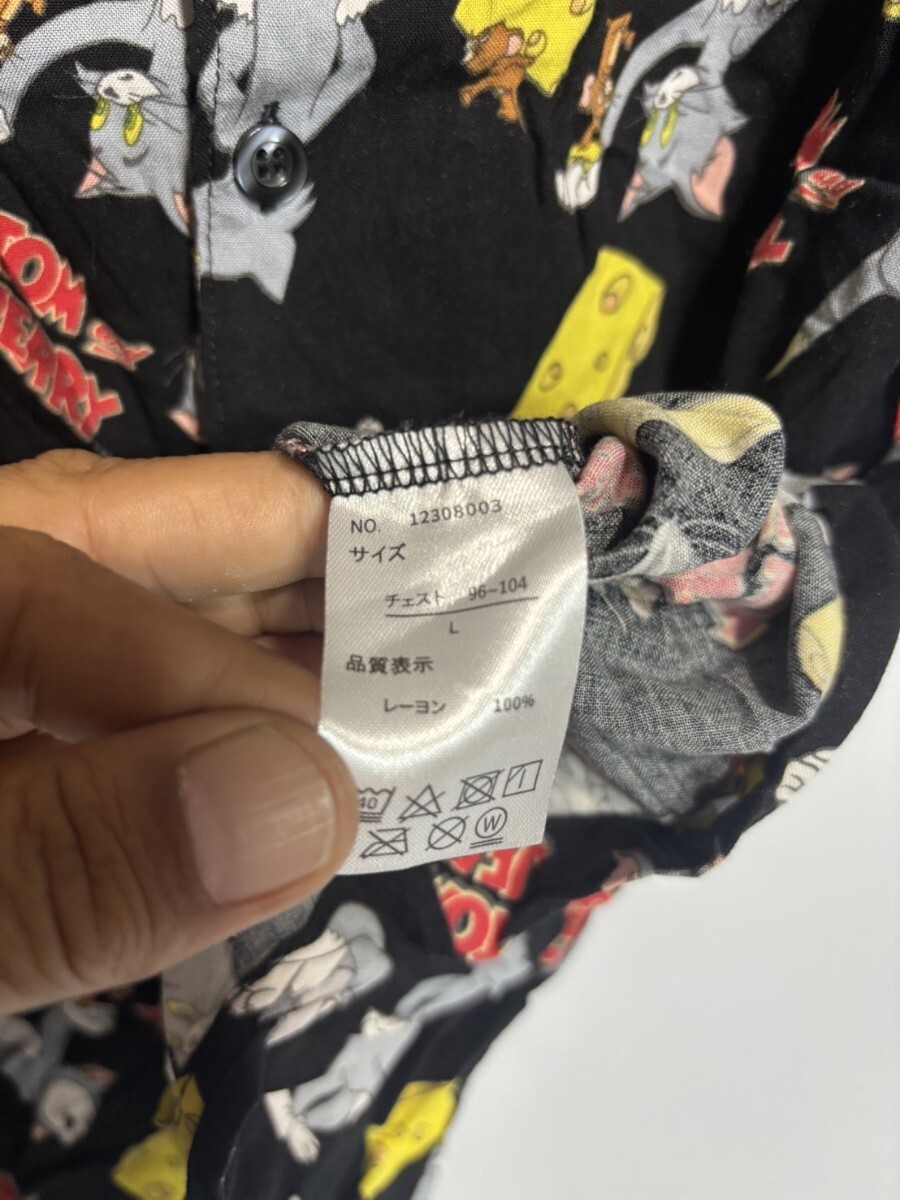 TOM
JERRY
NO. 12308003
サイズ
チェスト 96~104
L
品質表示
レーヨン 100%
40
W